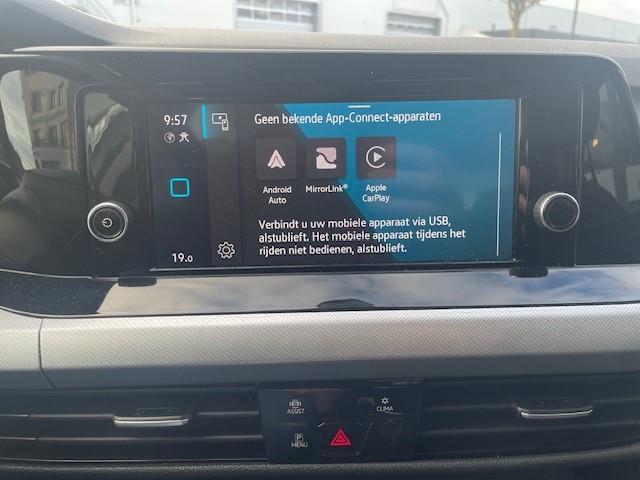 9:57
Geen bekende App-Connect-apparaten
Android
Auto
MirrorLink®
Apple
CarPlay
Verbindt u uw mobiele apparaat via USB,
alstublieft. Het mobiele apparaat tijdens het
rijden niet bedienen, alstublieft.
19.0
ASSIST
CLIMA
P
MENU